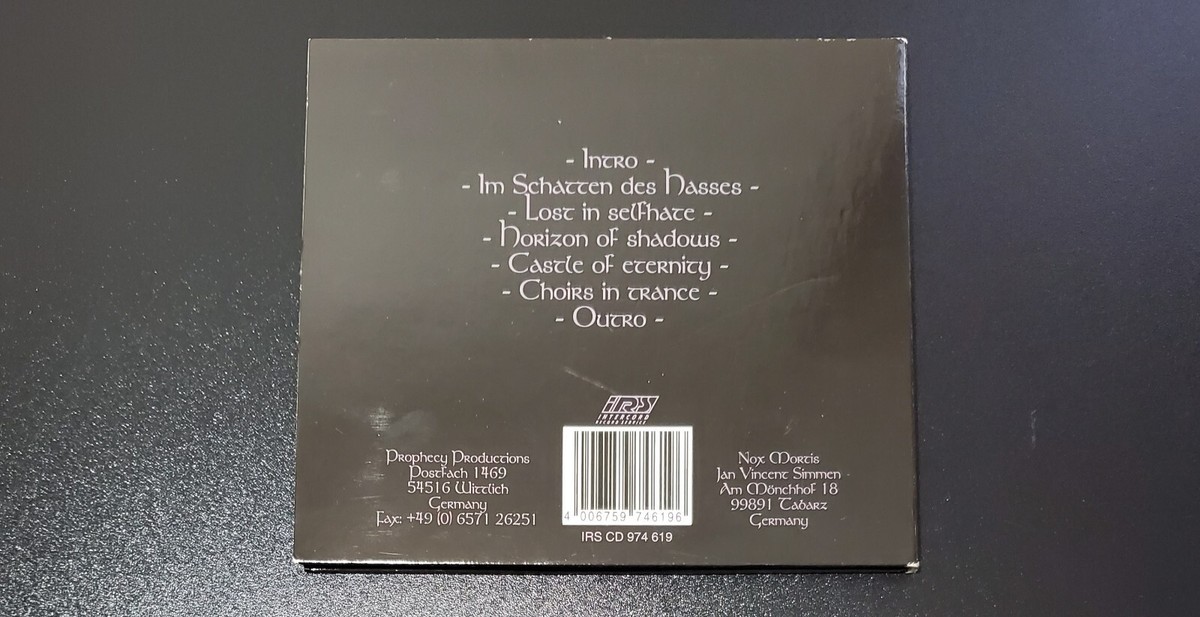 - Intro -
- Im Schatten des Hasses -
- Lost in selfhate -
- Horizon of shadows -
- Castle of eternity -
- Choirs in trance -
- Outro -
IRS
INTERCORD
RECORD SERVICE
Prophecy Productions
Postfach 1469
54516 Wittlich
Germany
Fax: +49 (0) 6571 26251
4 006759 746196
IRS CD 974 619
Nox Mortis
Jan Vincent Simmen
Am Mönchhof 18
99891 Tabarz
Germany